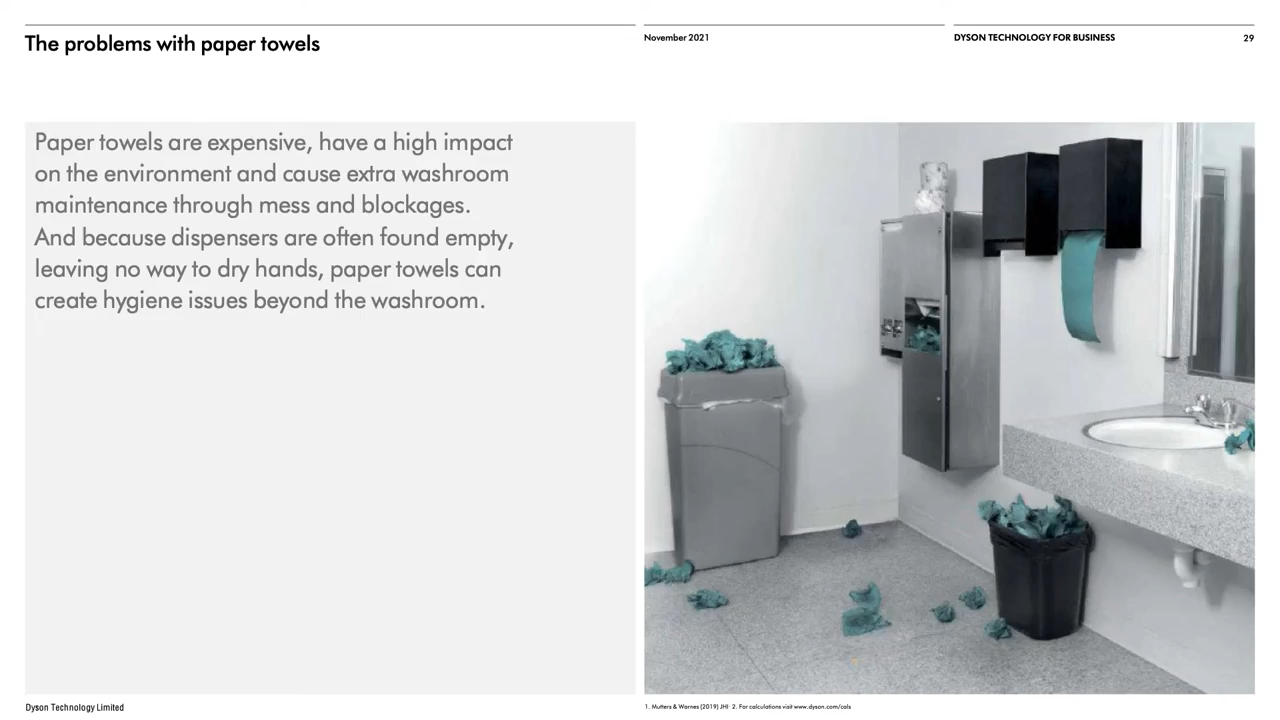 The problems with paper towels
November 2021
DYSON TECHNOLOGY FOR BUSINESS
29
Paper towels are expensive, have a high impact
on the environment and cause extra washroom
maintenance through mess and blockages.
And because dispensers are often found empty,
leaving no way to dry hands, paper towels can
create hygiene issues beyond the washroom.
Dyson Technology Limited
1. Mutters & Warnes (2019) JHI· 2. For calculations visit www.dyson.com/cals